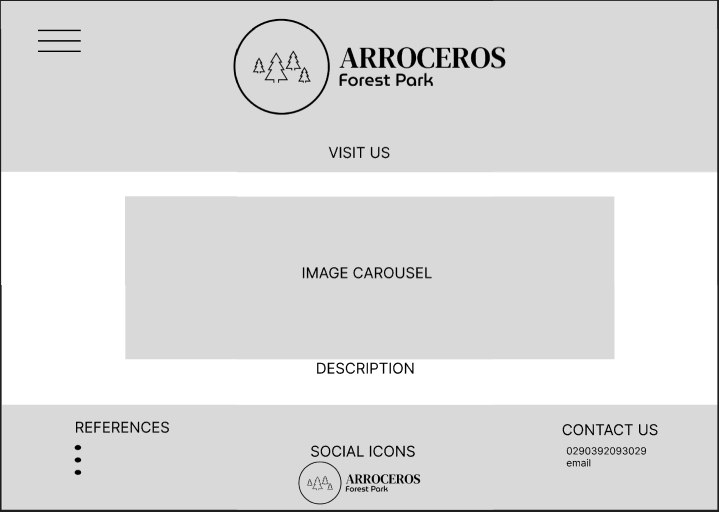 ARROCEROS
Forest Park
VISIT US
IMAGE CAROUSEL
DESCRIPTION
REFERENCES
SOCIAL ICONS
ARROCEROS
Forest Park
CONTACT US
0290392093029
email